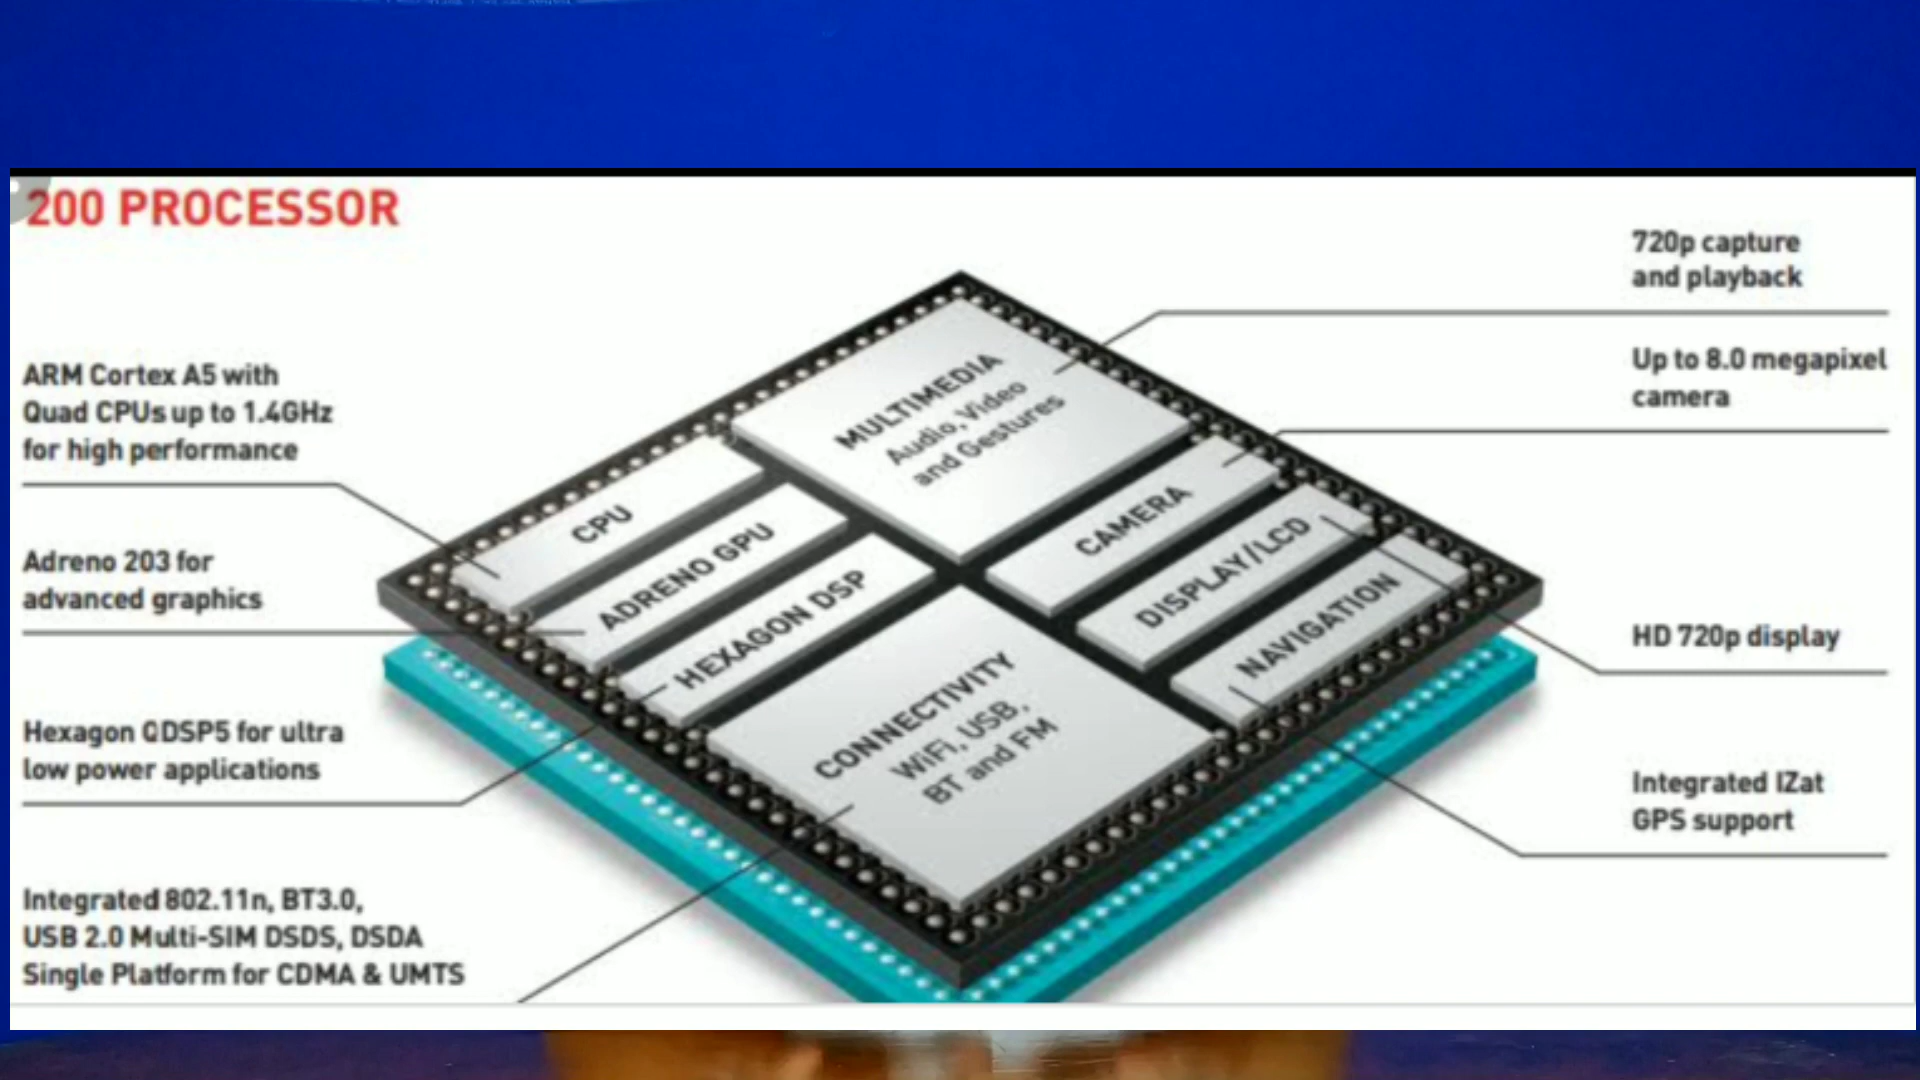 200 PROCESSOR
ARM Cortex A5 with
Quad CPUs up to 1.4GHz
for high performance
Adreno 203 for
advanced graphics
Hexagon QDSP5 for ultra
low power applications
Integrated 802.11n, BT3.0,
USB 2.0 Multi-SIM DSDS, DSDA
Single Platform for CDMA & UMTS
MULTIMEDIA
Audio, Video
and Gestures
CPU
ADRENO GPU
HEXAGON DSP
CONNECTIVITY
WiFi, USB,
BT and FM
CAMERA
DISPLAY/LCD
NAVIGATION
720p capture
and playback
Up to 8.0 megapixel
camera
HD 720p display
Integrated IZat
GPS support